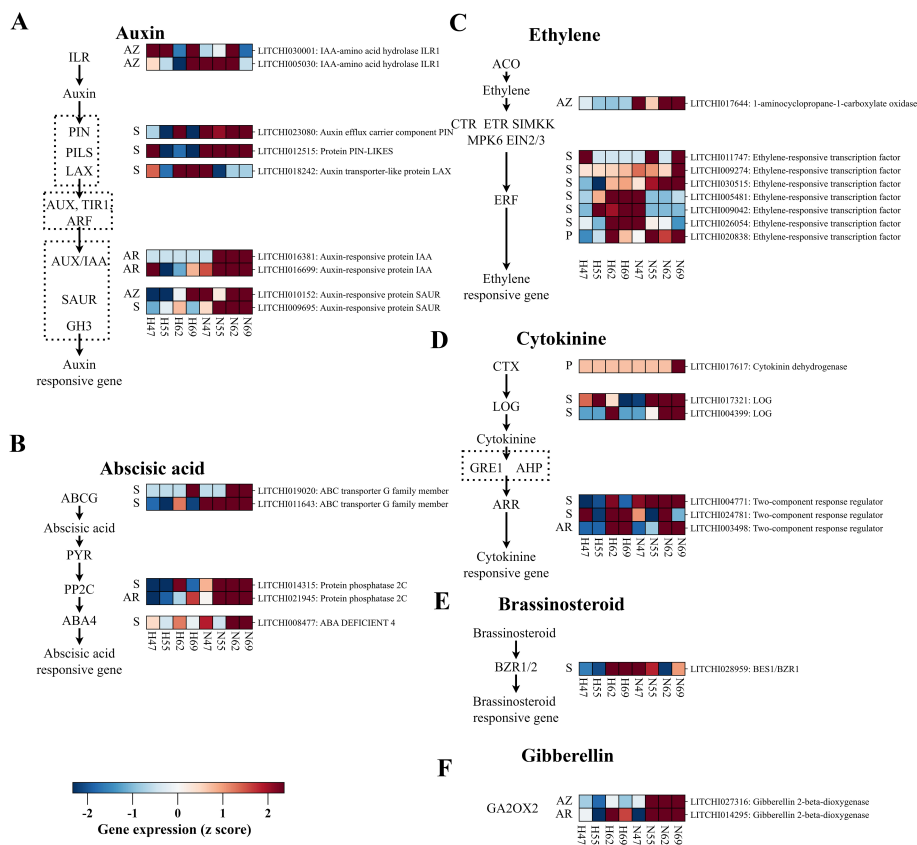 A
Auxin
ILR
Auxin
PIN
PILS
LAX
AUX, TIR1
ARF
AUX/IAA
SAUR
GH3
Auxin
responsive gene
AZ LITCHI030001: IAA-amino acid hydrolase ILR1
AZ LITCHI005030: IAA-amino acid hydrolase ILR1
S LITCHI023080: Auxin efflux carrier component PIN
S LITCHI012515: Protein PIN-LIKES
S LITCHI018242: Auxin transporter-like protein LAX
AR LITCHI016381: Auxin-responsive protein IAA
AR LITCHI016699: Auxin-responsive protein IAA
AZ LITCHI010152: Auxin-responsive protein SAUR
S LITCHI009695: Auxin-responsive protein SAUR
H47 H55 H62 H69 N47 N55 N62 N69
B
Abscisic acid
ABCG
Abscisic acid
PYR
PP2C
ABA4
Abscisic acid
responsive gene
S LITCHI019020: ABC transporter G family member
S LITCHI011643: ABC transporter G family member
S LITCHI014315: Protein phosphatase 2C
AR LITCHI021945: Protein phosphatase 2C
S LITCHI008477: ABA DEFICIENT 4
H47 H55 H62 H69 N47 N55 N62 N69
-2 -1 0 1 2
Gene expression (z score)
C
Ethylene
ACO
Ethylene
CTR ETR SIMKK
MPK6 EIN2/3
ERF
Ethylene
responsive gene
AZ LITCHI017644: 1-aminocyclopropane-1-carboxylate oxidase
S LITCHI011747: Ethylene-responsive transcription factor
S LITCHI009274: Ethylene-responsive transcription factor
S LITCHI030515: Ethylene-responsive transcription factor
S LITCHI005481: Ethylene-responsive transcription factor
S LITCHI009042: Ethylene-responsive transcription factor
S LITCHI026054: Ethylene-responsive transcription factor
P LITCHI020838: Ethylene-responsive transcription factor
H47 H55 H62 H69 N47 N55 N62 N69
D
Cytokinine
CTX
LOG
Cytokinine
GRE1 AHP
ARR
Cytokinine
responsive gene
P LITCHI017617: Cytokinin dehydrogenase
S LITCHI017321: LOG
S LITCHI004399: LOG
S LITCHI004771: Two-component response regulator
S LITCHI024781: Two-component response regulator
AR LITCHI003498: Two-component response regulator
H47 H55 H62 H69 N47 N55 N62 N69
E
Brassinosteroid
Brassinosteroid
BZR1/2
Brassinosteroid
responsive gene
S LITCHI028959: BES1/BZR1
H47 H55 H62 H69 N47 N55 N62 N69
F
Gibberellin
GA2OX2
AZ LITCHI027316: Gibberellin 2-beta-dioxygenase
AR LITCHI014295: Gibberellin 2-beta-dioxygenase
H47 H55 H62 H69 N47 N55 N62 N69